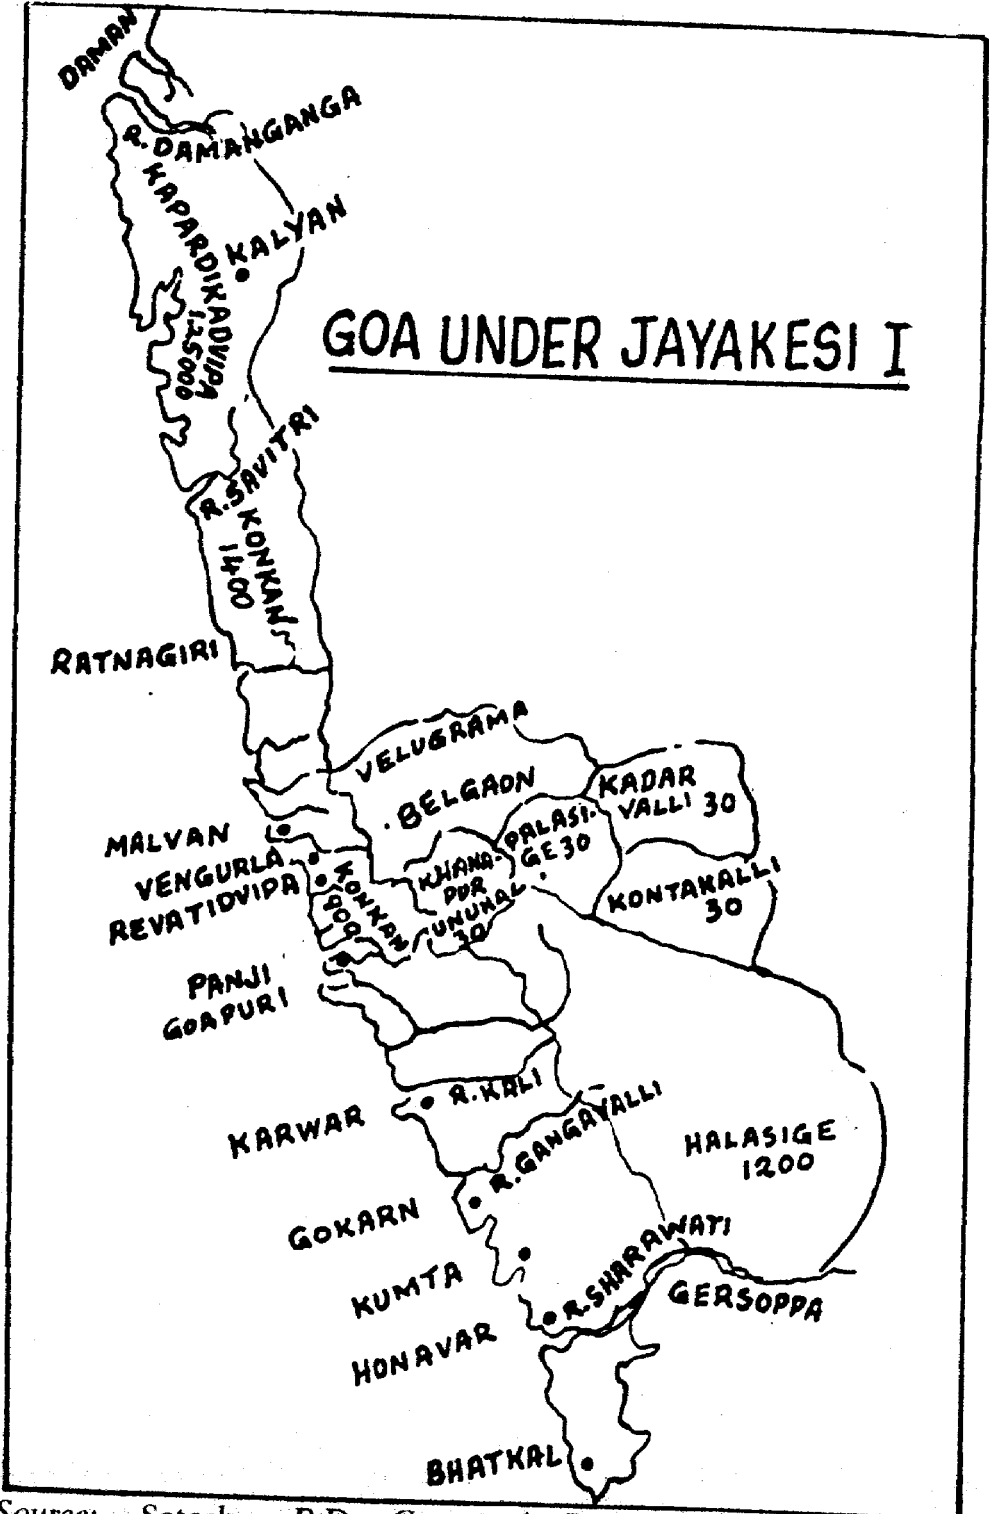 DAMAN
R. DAMANGANGA
KAPARDIKADVIPA
125000
KALYAN
GOA UNDER JAYAKESI I
R. SAVITRI
KONKAN
1400
RATNAGIRI
VELUGRAMA
BELGAON
KADAR
VALLI 30
PALASI-
GE 30
MALVAN
VENGURLA
REVATIDVIPA
KONKAN
900
KHANA-
PUR
UNUKAL
30
KONTAKALLI
30
PANJI
GOAPURI
KARWAR
R. KALI
R. GANGAVALLI
HALASIGE
1200
GOKARN
KUMTA
R. SHARAWATI
GERSOPPA
HONAVAR
BHATKAL
Source: